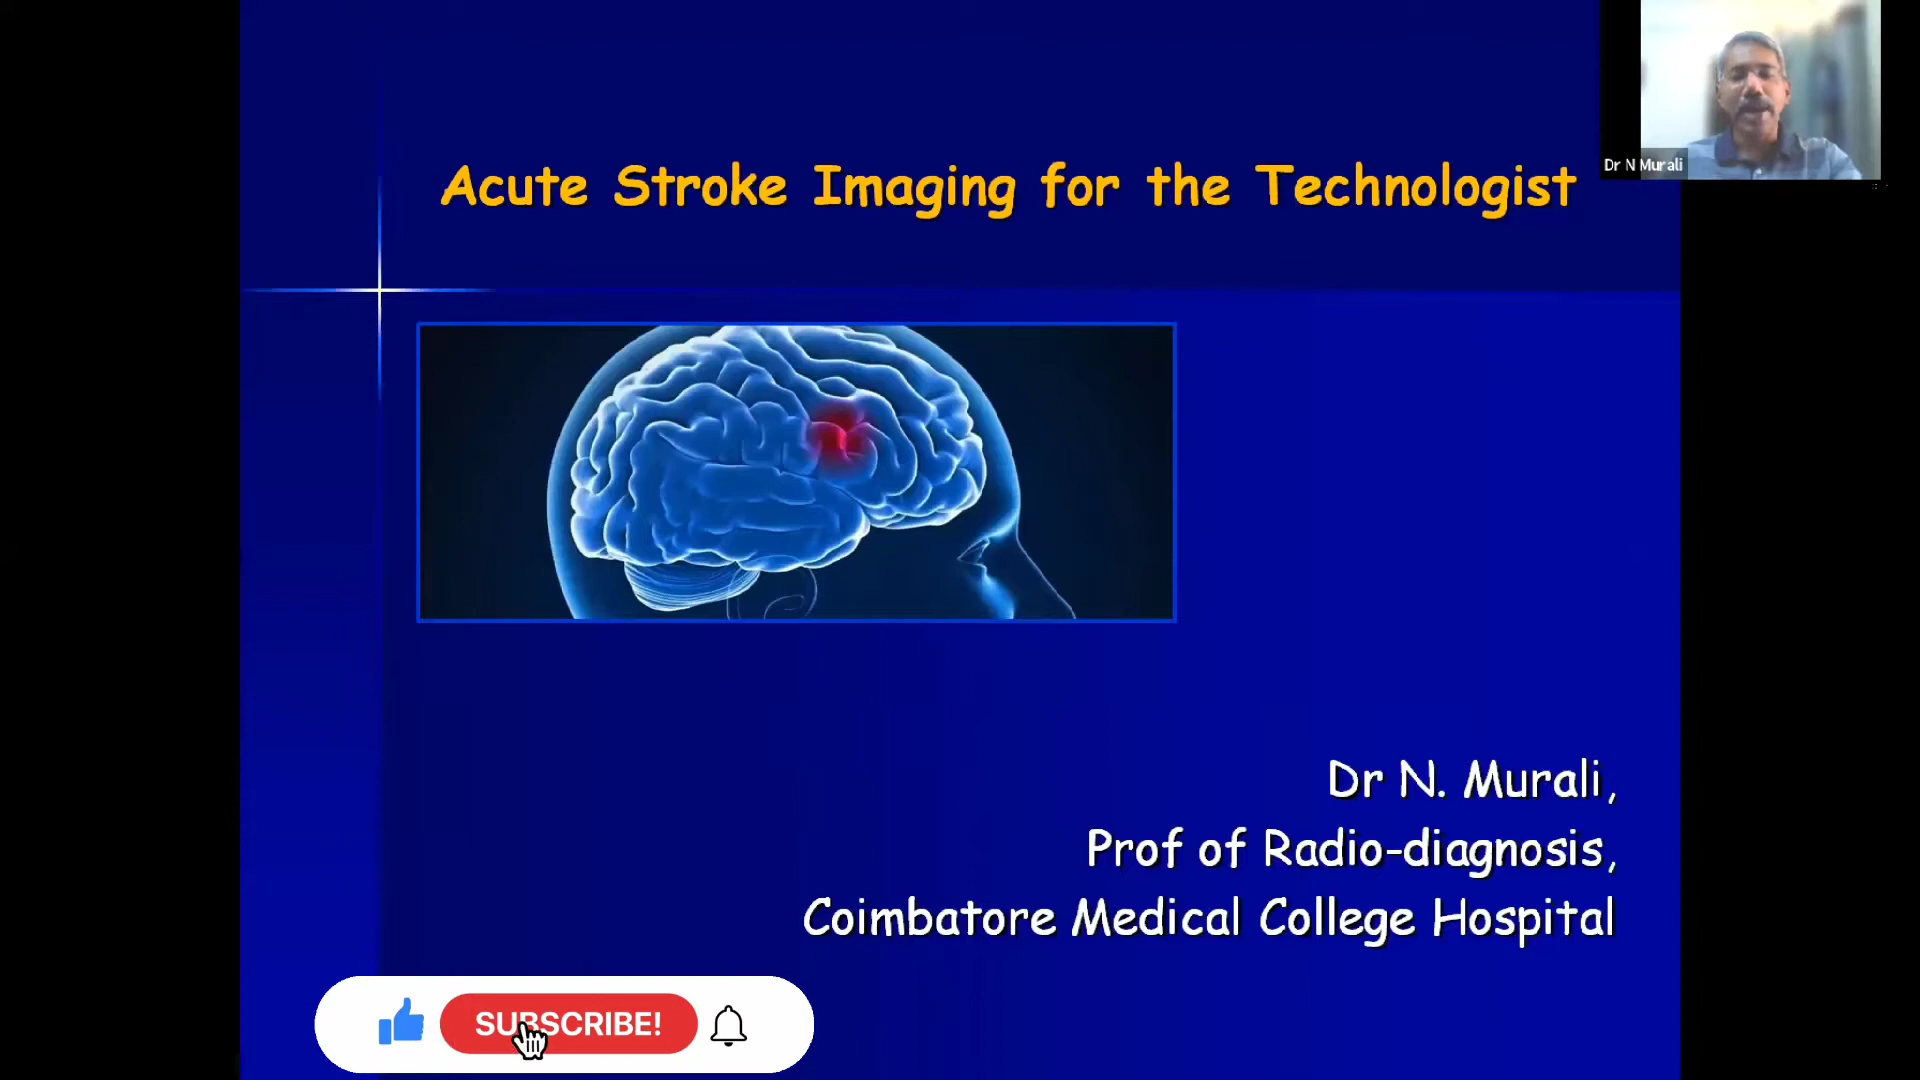 Acute Stroke Imaging for the Technologist
Dr N Murali
Dr N. Murali,
Prof of Radio-diagnosis,
Coimbatore Medical College Hospital
SUBSCRIBE!